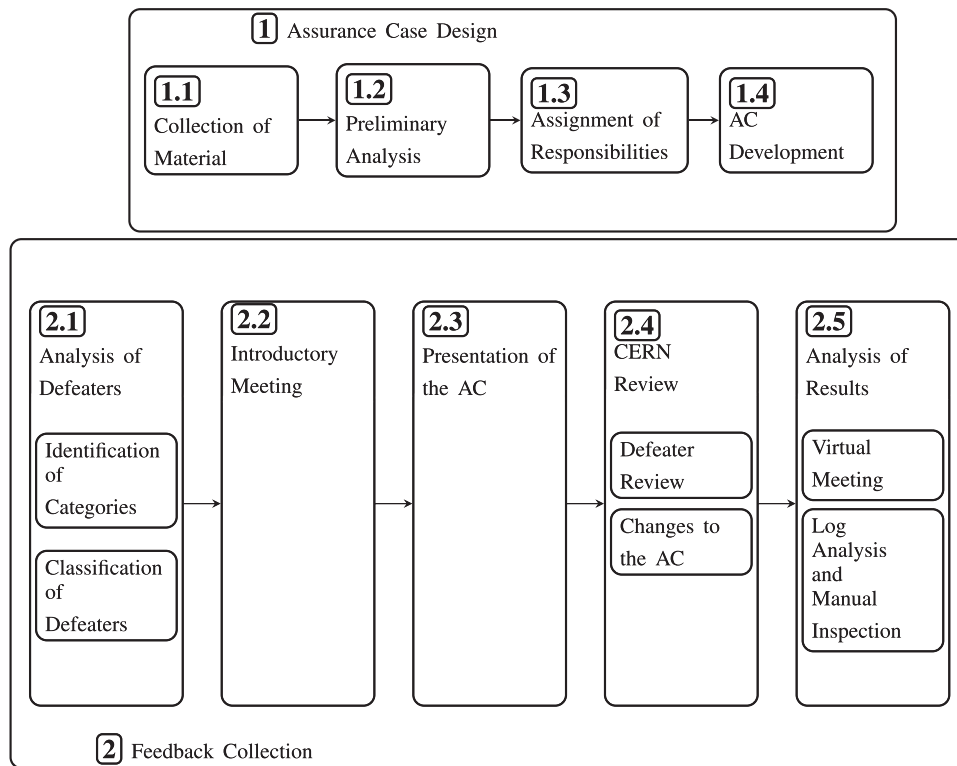 1 Assurance Case Design
1.1
Collection of
Material
1.2
Preliminary
Analysis
1.3
Assignment of
Responsibilities
1.4
AC
Development
2.1
Analysis of
Defeaters
Identification
of
Categories
Classification
of
Defeaters
2.2
Introductory
Meeting
2.3
Presentation of
the AC
2.4
CERN
Review
Defeater
Review
Changes to
the AC
2.5
Analysis of
Results
Virtual
Meeting
Log
Analysis
and
Manual
Inspection
2 Feedback Collection